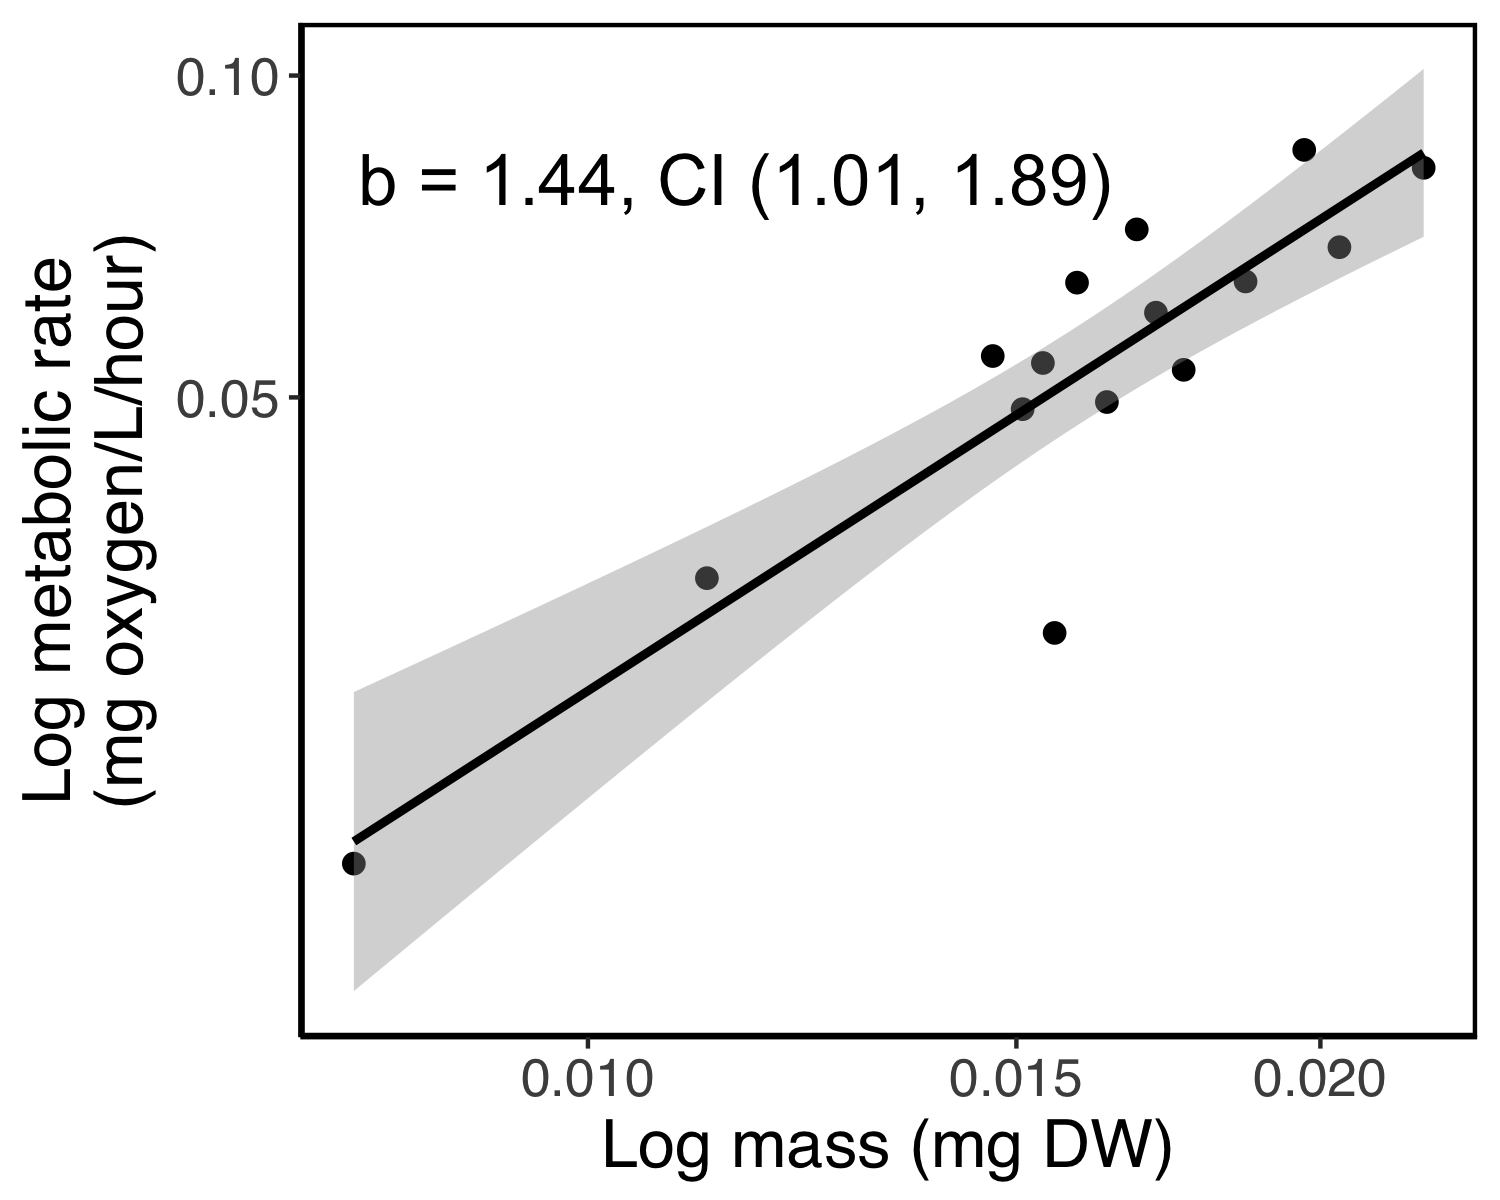 0.10
b = 1.44, CI (1.01, 1.89)
0.05
Log metabolic rate
(mg oxygen/L/hour)
0.010 0.015 0.020
Log mass (mg DW)